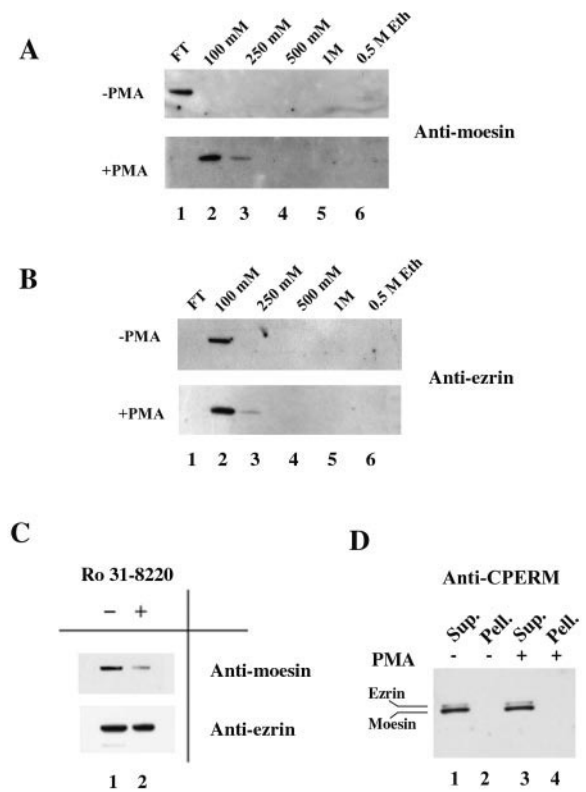 A
FT 100 mM 250 mM 500 mM 1M 0.5 M Eth
-PMA
Anti-moesin
+PMA
1 2 3 4 5 6
B
FT 100 mM 250 mM 500 mM 1M 0.5 M Eth
-PMA
Anti-ezrin
+PMA
1 2 3 4 5 6
C
Ro 31-8220
− +
Anti-moesin
Anti-ezrin
1 2
D
Anti-CPERM
Sup. Pell. Sup. Pell.
PMA - - + +
Ezrin
Moesin
1 2 3 4